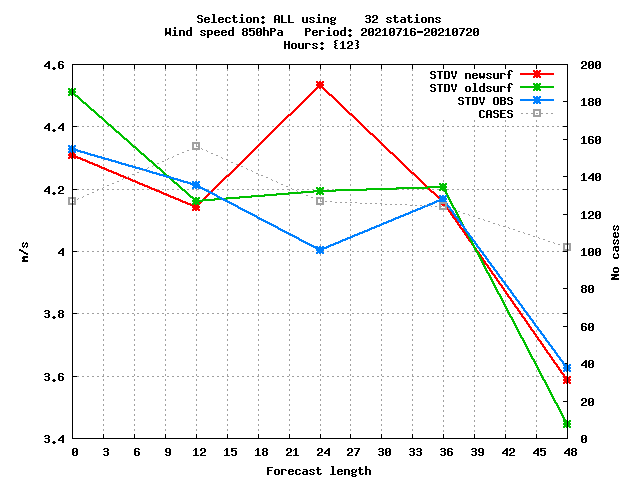 Selection: ALL using    32 stations
Wind speed 850hPa   Period: 20210716-20210720
Hours: {12}
STDV newsurf
STDV oldsurf
STDV OBS
CASES
4.6
4.4
4.2
4
3.8
3.6
3.4
m/s
200
180
160
140
120
100
80
60
40
20
0
No cases
0 3 6 9 12 15 18 21 24 27 30 33 36 39 42 45 48
Forecast length